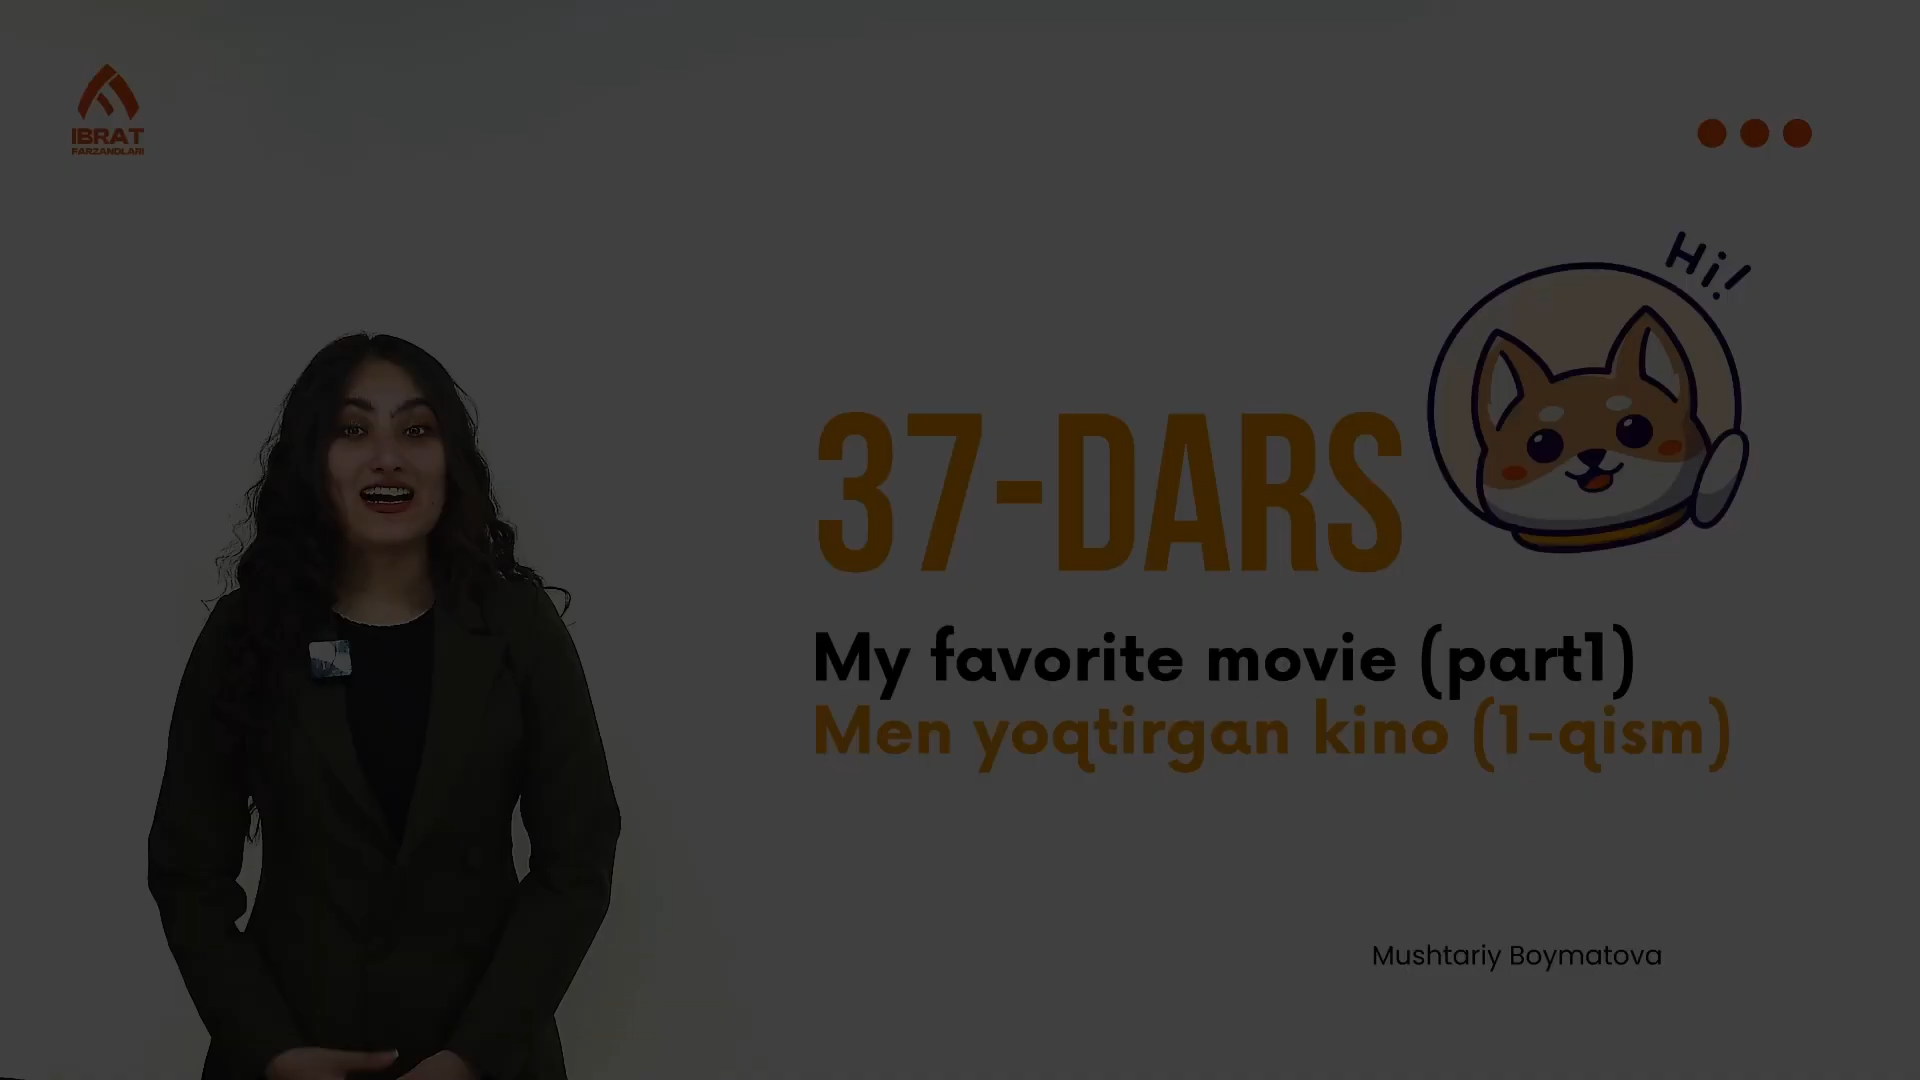 IBRAT
FARZANDLARI
Hi!
37-DARS
My favorite movie (part1)
Men yoqtirgan kino (1-qism)
Mushtariy Boymatova